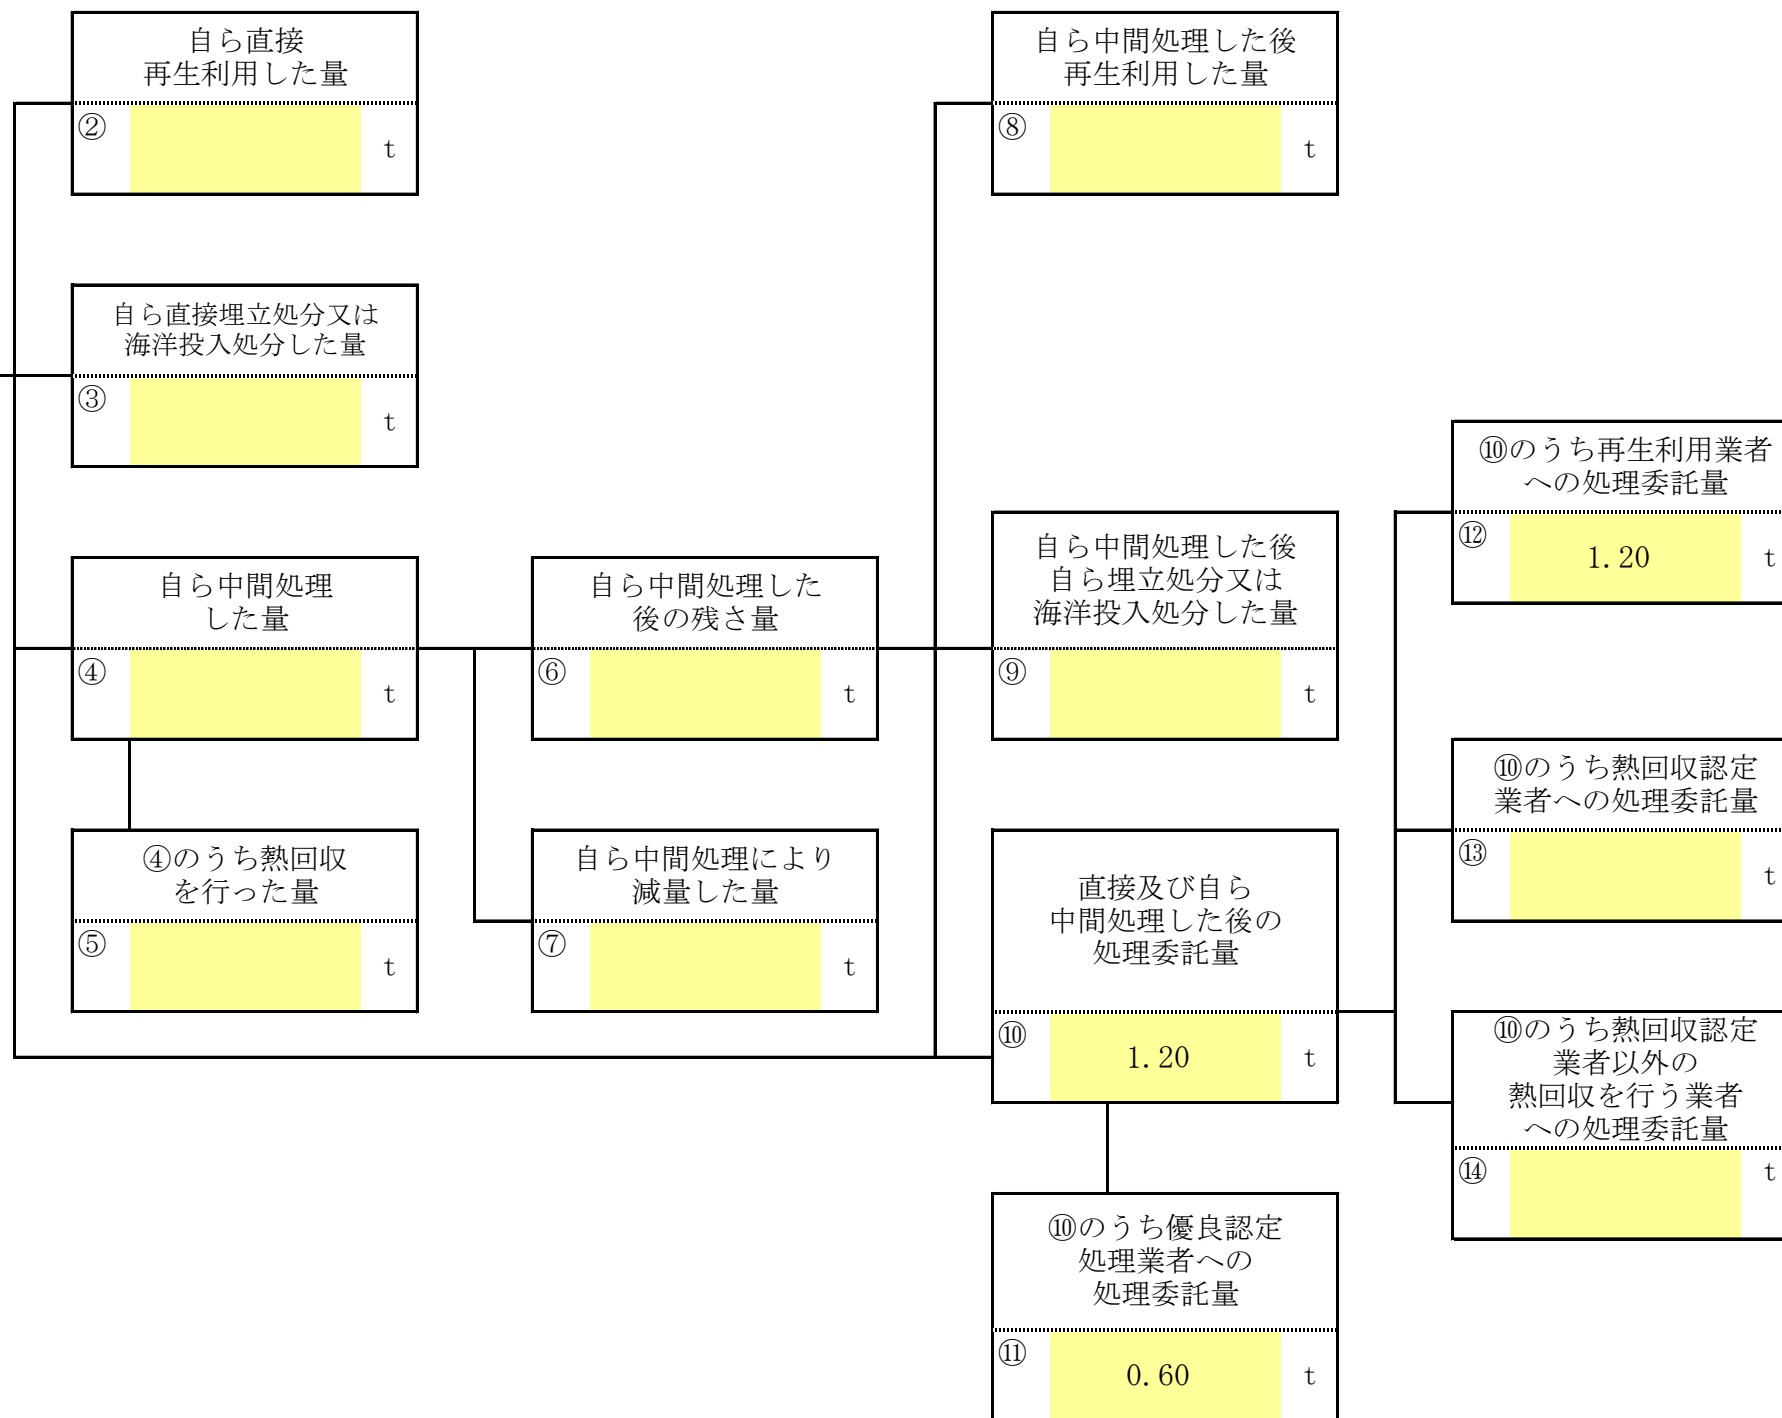 自ら直接
再生利用した量
②
t
自ら中間処理した後
再生利用した量
⑧
t
自ら直接埋立処分又は
海洋投入処分した量
③
t
⑩のうち再生利用業者
への処理委託量
⑫
1.20
t
自ら中間処理
した量
④
t
自ら中間処理した
後の残さ量
⑥
t
自ら中間処理した後
自ら埋立処分又は
海洋投入処分した量
⑨
t
⑩のうち熱回収認定
業者への処理委託量
⑬
t
④のうち熱回収
を行った量
⑤
t
自ら中間処理により
減量した量
⑦
t
直接及び自ら
中間処理した後の
処理委託量
⑩
1.20
t
⑩のうち熱回収認定
業者以外の
熱回収を行う業者
への処理委託量
⑭
t
⑩のうち優良認定
処理業者への
処理委託量
⑪
0.60
t